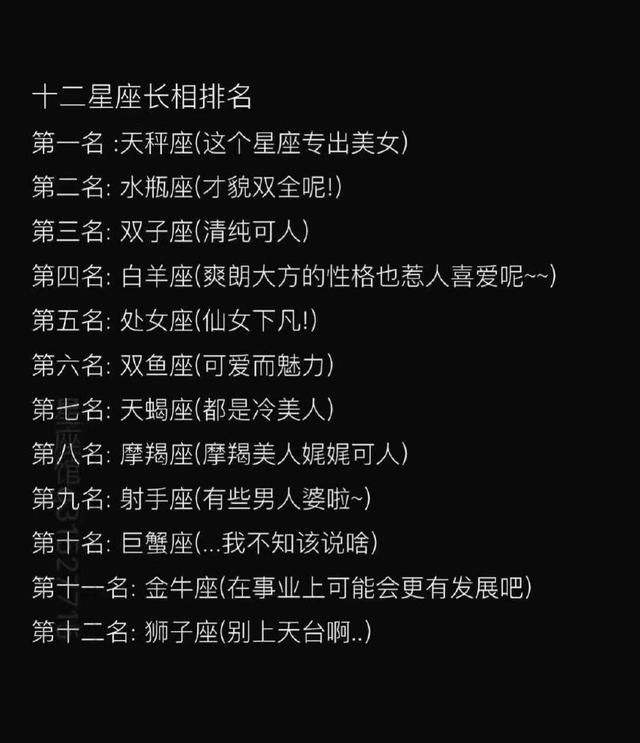 十二星座长相排名
第一名 :天秤座(这个星座专出美女)
第二名: 水瓶座(才貌双全呢!)
第三名: 双子座(清纯可人)
第四名: 白羊座(爽朗大方的性格也惹人喜爱呢~~)
第五名: 处女座(仙女下凡!)
第六名: 双鱼座(可爱而魅力)
第七名: 天蝎座(都是冷美人)
第八名: 摩羯座(摩羯美人娓娓可人)
第九名: 射手座(有些男人婆啦~)
第十名: 巨蟹座(...我不知该说啥)
第十一名: 金牛座(在事业上可能会更有发展吧)
第十二名: 狮子座(别上天台啊..)